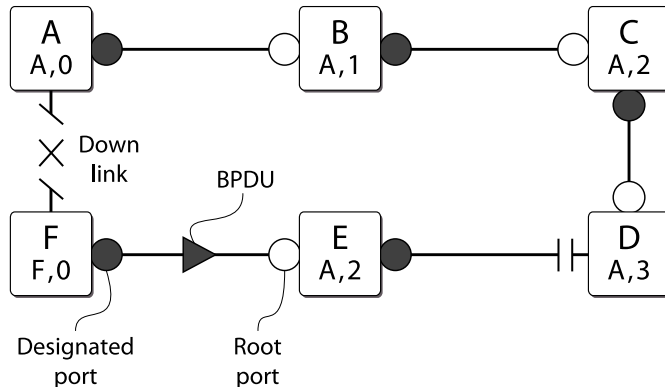 A
A,0
B
A,1
C
A,2
Down
link
BPDU
F
F,0
E
A,2
D
A,3
Designated
port
Root
port